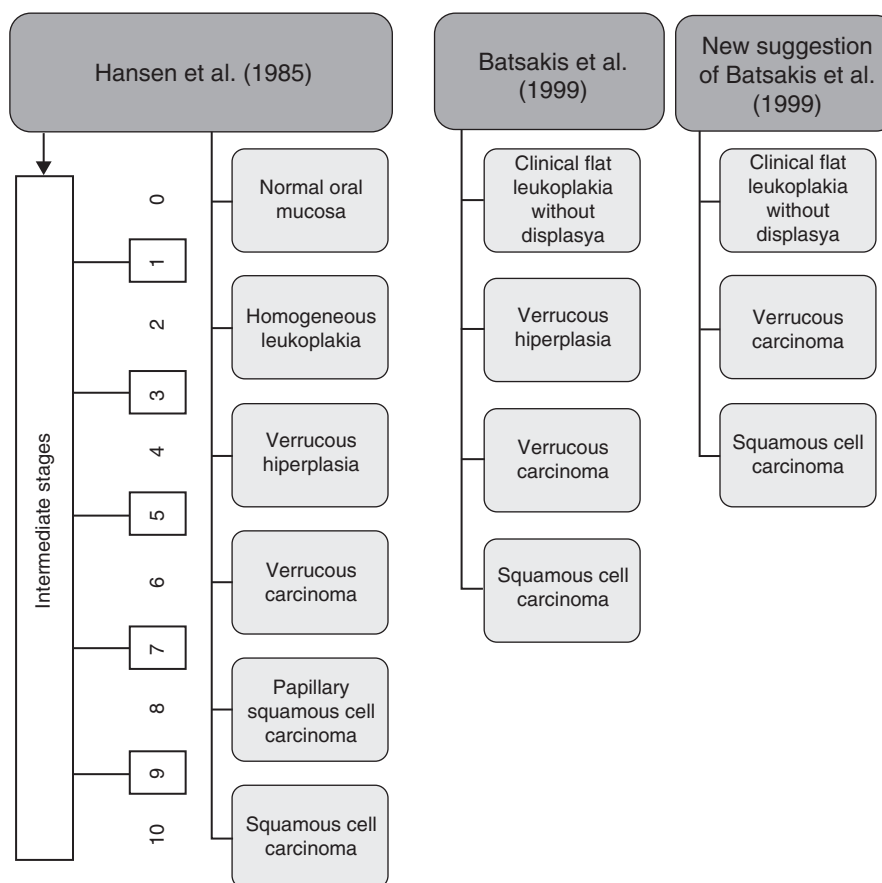 Hansen et al. (1985)
Intermediate stages
0
1
2
3
4
5
6
7
8
9
10
Normal oral
mucosa
Homogeneous
leukoplakia
Verrucous
hiperplasia
Verrucous
carcinoma
Papillary
squamous cell
carcinoma
Squamous cell
carcinoma
Batsakis et al.
(1999)
Clinical flat
leukoplakia
without
displasya
Verrucous
hiperplasia
Verrucous
carcinoma
Squamous cell
carcinoma
New suggestion
of Batsakis et al.
(1999)
Clinical flat
leukoplakia
without
displasya
Verrucous
carcinoma
Squamous cell
carcinoma